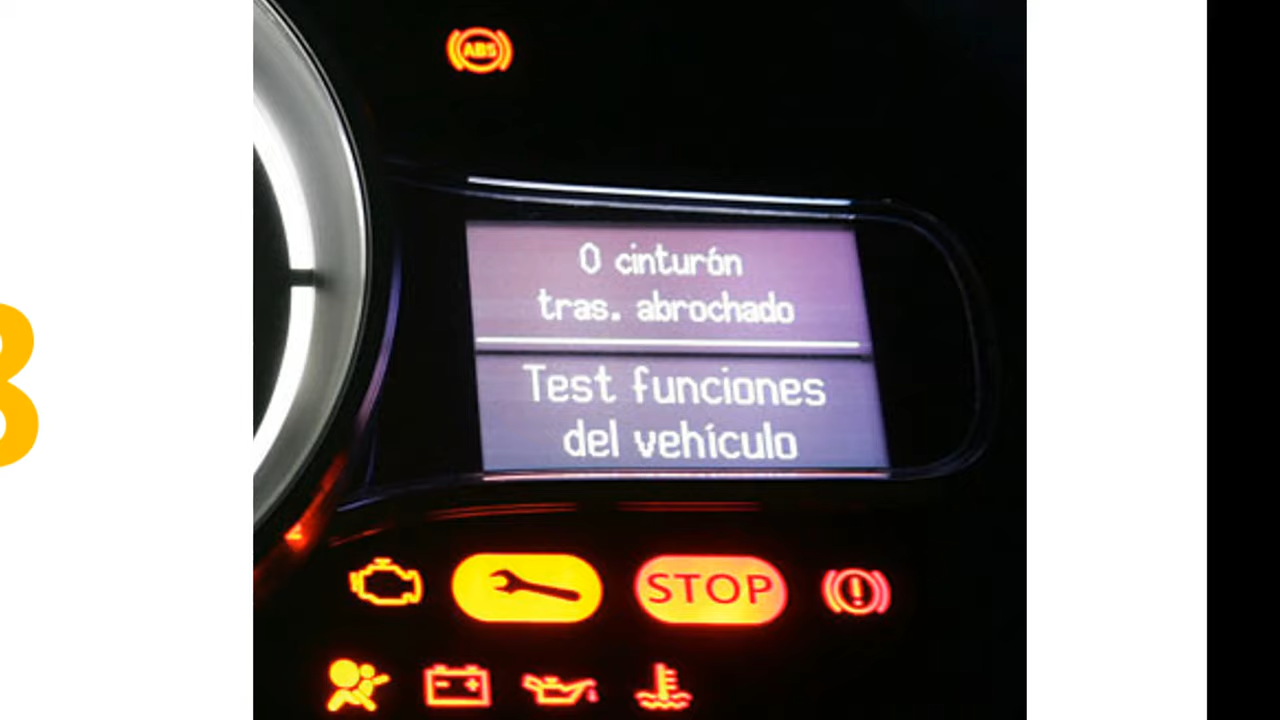 ABS
0 cinturón
tras. abrochado
Test funciones
del vehículo
STOP